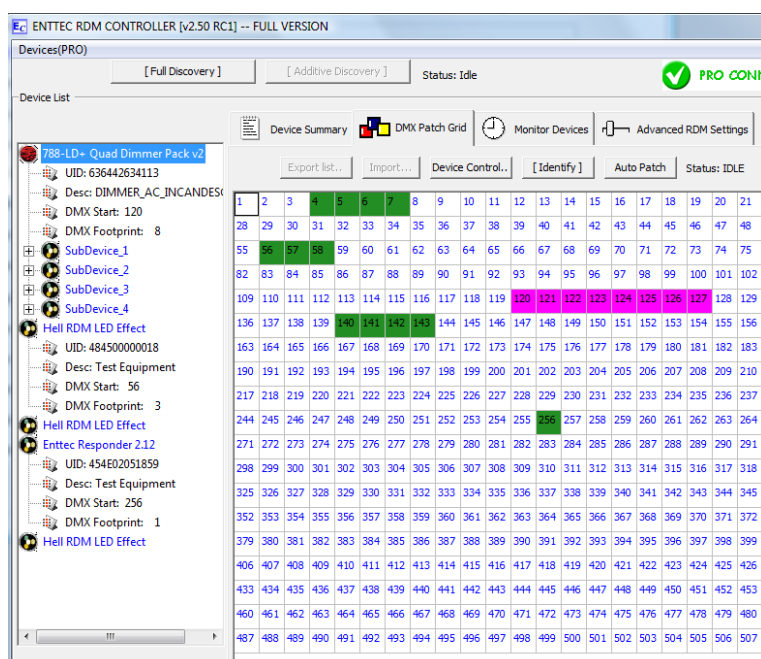 ENTTEC RDM CONTROLLER [v2.50 RC1] -- FULL VERSION
Devices(PRO)
[ Full Discovery ] [ Additive Discovery ] Status: Idle PRO CONN
Device List
Device Summary DMX Patch Grid Monitor Devices Advanced RDM Settings
Export list.. Import... Device Control.. [ Identify ] Auto Patch Status: IDLE
788-LD+ Quad Dimmer Pack v2
UID: 636442634113
Desc: DIMMER_AC_INCANDES(
DMX Start: 120
DMX Footprint: 8
SubDevice_1
SubDevice_2
SubDevice_3
SubDevice_4
Hell RDM LED Effect
UID: 484500000018
Desc: Test Equipment
DMX Start: 56
DMX Footprint: 3
Hell RDM LED Effect
Enttec Responder 2.12
UID: 454E02051859
Desc: Test Equipment
DMX Start: 256
DMX Footprint: 1
Hell RDM LED Effect
1 2 3 4 5 6 7 8 9 10 11 12 13 14 15 16 17 18 19 20 21
28 29 30 31 32 33 34 35 36 37 38 39 40 41 42 43 44 45 46 47 48
55 56 57 58 59 60 61 62 63 64 65 66 67 68 69 70 71 72 73 74 75
82 83 84 85 86 87 88 89 90 91 92 93 94 95 96 97 98 99 100 101 102
109 110 111 112 113 114 115 116 117 118 119 120 121 122 123 124 125 126 127 128 129
136 137 138 139 140 141 142 143 144 145 146 147 148 149 150 151 152 153 154 155 156
163 164 165 166 167 168 169 170 171 172 173 174 175 176 177 178 179 180 181 182 183
190 191 192 193 194 195 196 197 198 199 200 201 202 203 204 205 206 207 208 209 210
217 218 219 220 221 222 223 224 225 226 227 228 229 230 231 232 233 234 235 236 237
244 245 246 247 248 249 250 251 252 253 254 255 256 257 258 259 260 261 262 263 264
271 272 273 274 275 276 277 278 279 280 281 282 283 284 285 286 287 288 289 290 291
298 299 300 301 302 303 304 305 306 307 308 309 310 311 312 313 314 315 316 317 318
325 326 327 328 329 330 331 332 333 334 335 336 337 338 339 340 341 342 343 344 345
352 353 354 355 356 357 358 359 360 361 362 363 364 365 366 367 368 369 370 371 372
379 380 381 382 383 384 385 386 387 388 389 390 391 392 393 394 395 396 397 398 399
406 407 408 409 410 411 412 413 414 415 416 417 418 419 420 421 422 423 424 425 426
433 434 435 436 437 438 439 440 441 442 443 444 445 446 447 448 449 450 451 452 453
460 461 462 463 464 465 466 467 468 469 470 471 472 473 474 475 476 477 478 479 480
487 488 489 490 491 492 493 494 495 496 497 498 499 500 501 502 503 504 505 506 507